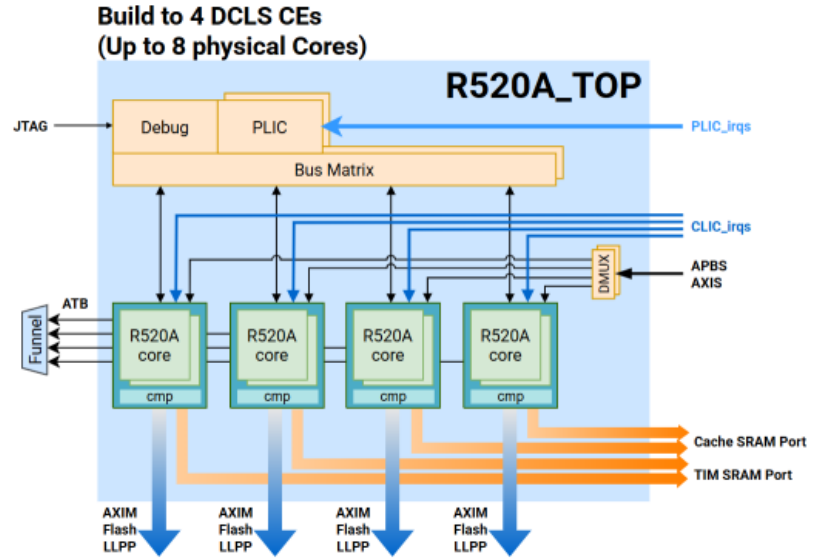 Build to 4 DCLS CEs
(Up to 8 physical Cores)
R520A_TOP
JTAG
Debug
PLIC
PLIC_irqs
Bus Matrix
CLIC_irqs
DMUX
APBS
AXIS
ATB
Funnel
R520A
core
cmp
R520A
core
cmp
R520A
core
cmp
R520A
core
cmp
Cache SRAM Port
TIM SRAM Port
AXIM
Flash
LLPP
AXIM
Flash
LLPP
AXIM
Flash
LLPP
AXIM
Flash
LLPP